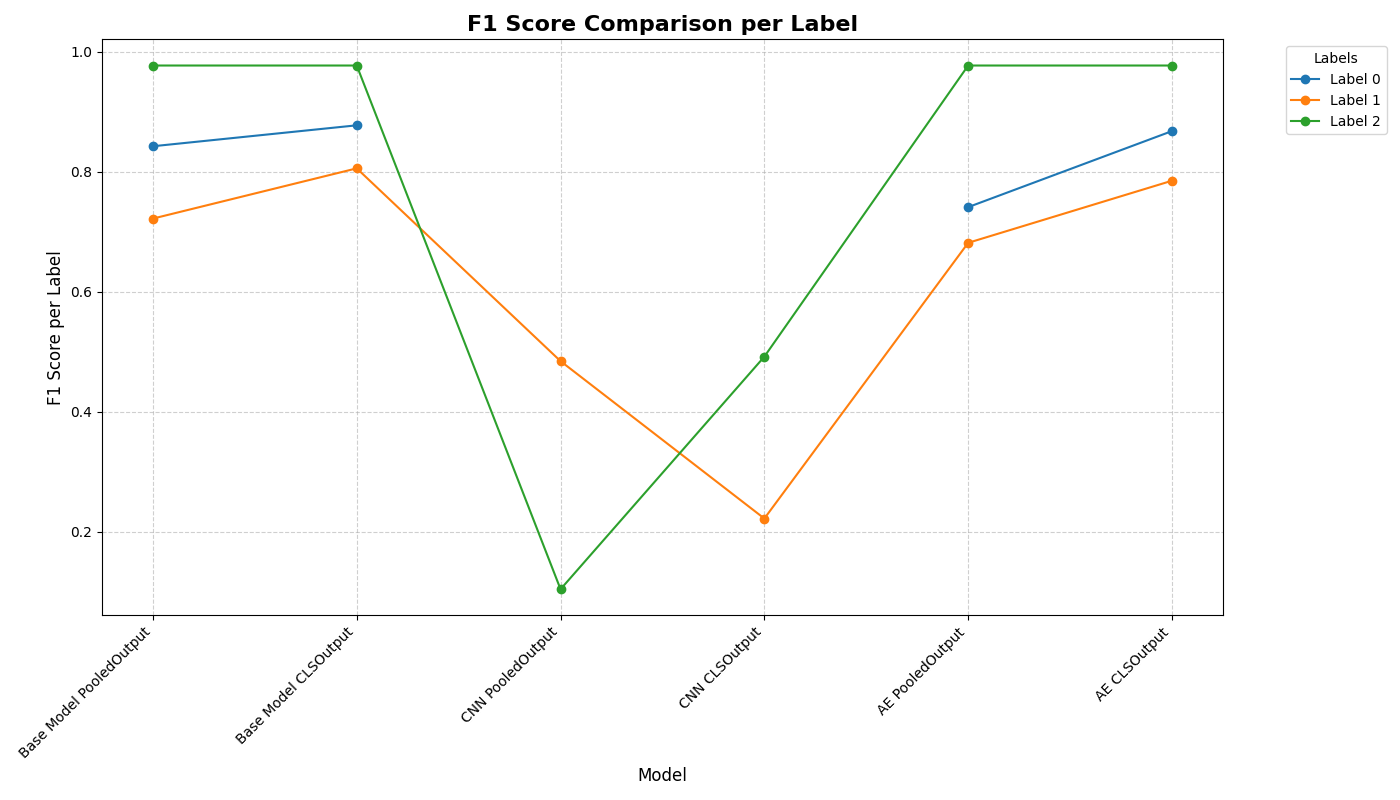 F1 Score Comparison per Label
Labels
Label 0
Label 1
Label 2
F1 Score per Label
1.0
0.8
0.6
0.4
0.2
Base Model PooledOutput
Base Model CLSOutput
CNN PooledOutput
CNN CLSOutput
AE PooledOutput
AE CLSOutput
Model